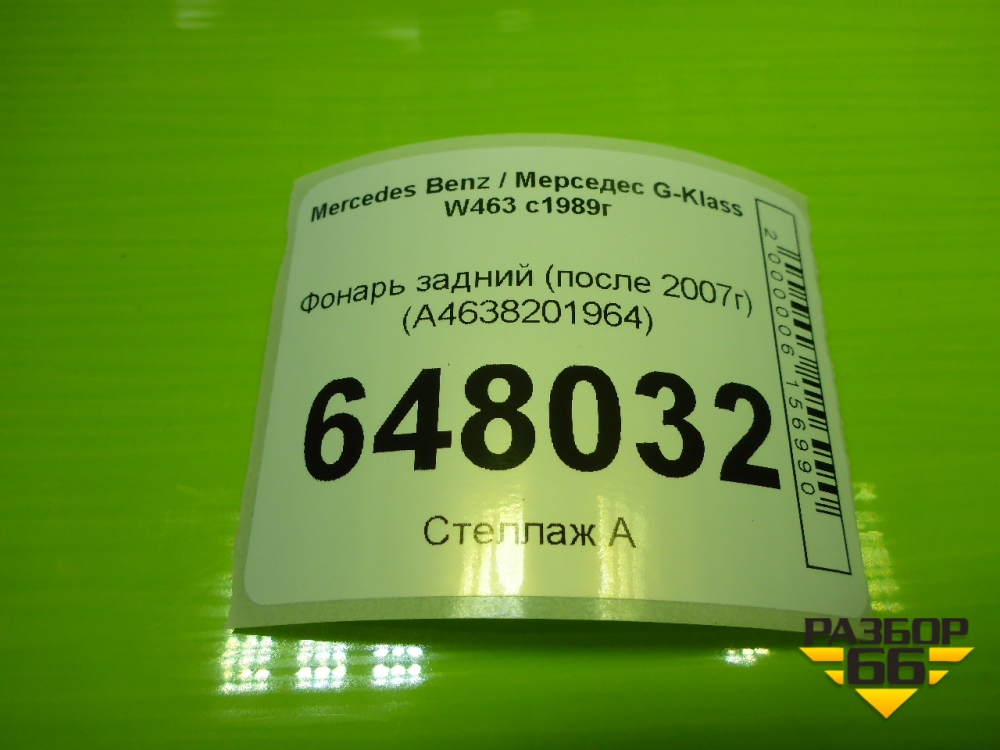 Mercedes Benz / Мерседес G-Klass
W463 с1989г
Фонарь задний (после 2007г)
(A4638201964)
648032
Стеллаж А
2000006156990
РАЗБОР
66